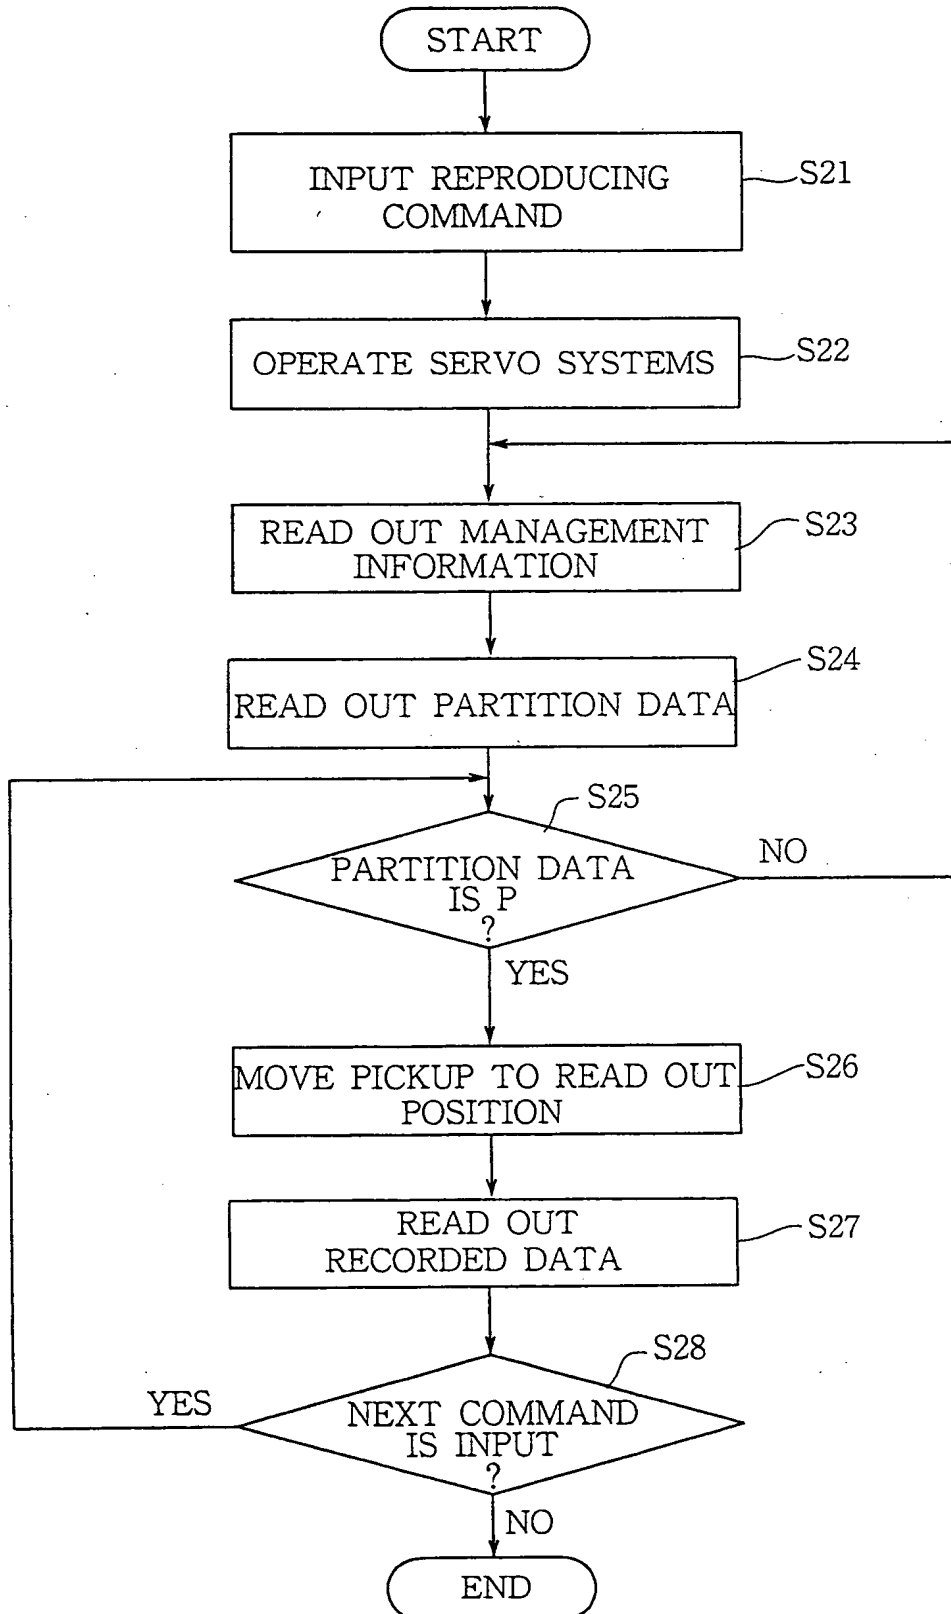 START
INPUT REPRODUCING
COMMAND
S21
OPERATE SERVO SYSTEMS
S22
READ OUT MANAGEMENT
INFORMATION
S23
READ OUT PARTITION DATA
S24
PARTITION DATA
IS P
?
S25
NO
YES
MOVE PICKUP TO READ OUT
POSITION
S26
READ OUT
RECORDED DATA
S27
NEXT COMMAND
IS INPUT
?
S28
YES
NO
END